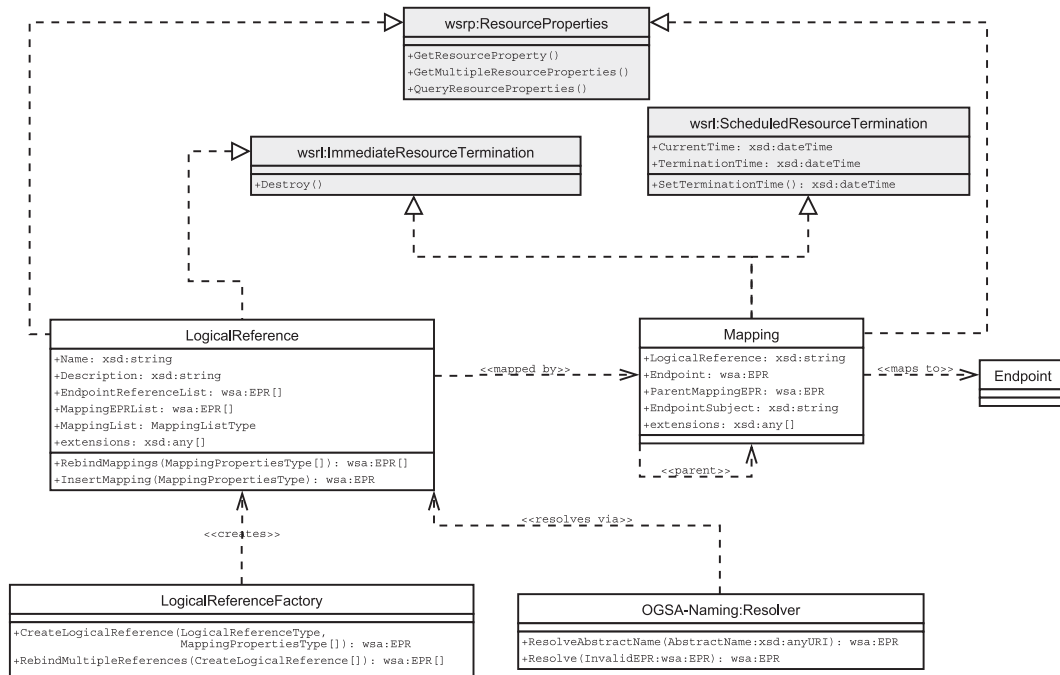 wsrp:ResourceProperties
+GetResourceProperty()
+GetMultipleResourceProperties()
+QueryResourceProperties()
wsrl:ImmediateResourceTermination
+Destroy()
wsrl:ScheduledResourceTermination
+CurrentTime: xsd:dateTime
+TerminationTime: xsd:dateTime
+SetTerminationTime(): xsd:dateTime
LogicalReference
+Name: xsd:string
+Description: xsd:string
+EndpointReferenceList: wsa:EPR[]
+MappingEPRList: wsa:EPR[]
+MappingList: MappingListType
+extensions: xsd:any[]
+RebindMappings(MappingPropertiesType[]): wsa:EPR[]
+InsertMapping(MappingPropertiesType): wsa:EPR
<<mapped by>>
Mapping
+LogicalReference: xsd:string
+Endpoint: wsa:EPR
+ParentMappingEPR: wsa:EPR
+EndpointSubject: xsd:string
+extensions: xsd:any[]
<<parent>>
<<maps to>>
Endpoint
<<creates>>
<<resolves via>>
LogicalReferenceFactory
+CreateLogicalReference(LogicalReferenceType,
MappingPropertiesType[]): wsa:EPR
+RebindMultipleReferences(CreateLogicalReference[]): wsa:EPR[]
OGSA-Naming:Resolver
+ResolveAbstractName(AbstractName:xsd:anyURI): wsa:EPR
+Resolve(InvalidEPR:wsa:EPR): wsa:EPR